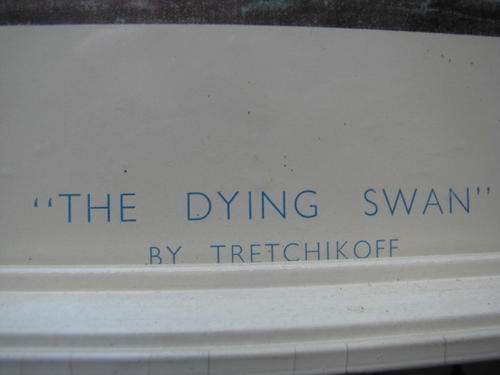 "THE DYING SWAN"
BY TRETCHIKOFF